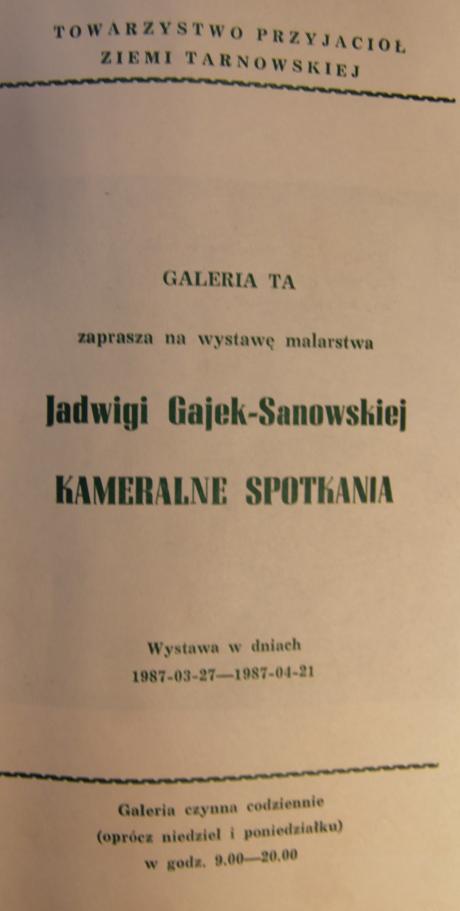 TOWARZYSTWO PRZYJACIOŁ
ZIEMI TARNOWSKIEJ
GALERIA TA
zaprasza na wystawę malarstwa
Jadwigi Gajek-Sanowskiej
KAMERALNE SPOTKANIA
Wystawa w dniach
1987-03-27—1987-04-21
Galeria czynna codziennie
(oprócz niedziel i poniedziałku)
w godz. 9.00—20.00